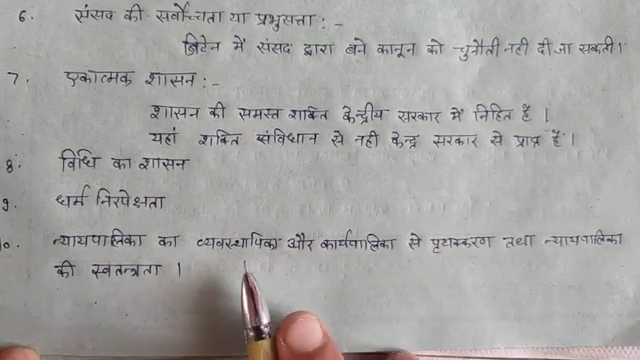 6. संसद की सर्वोच्चता या प्रभुसत्ता : -
ब्रिटेन में संसद द्वारा बने कानून को चुनौती नही दी जा सकती।
7. एकात्मक शासन : -
शासन की समस्त शक्ति केन्द्रीय सरकार में निहित है।
यहां शक्ति संविधान से नही केन्द्र सरकार से प्राप्त है।
8. विधि का शासन
9. धर्म निरपेक्षता
10. न्यायपालिका का व्यवस्थापिका और कार्यपालिका से पृथक्करण तथा न्यायपालिका
की स्वतन्त्रता ।